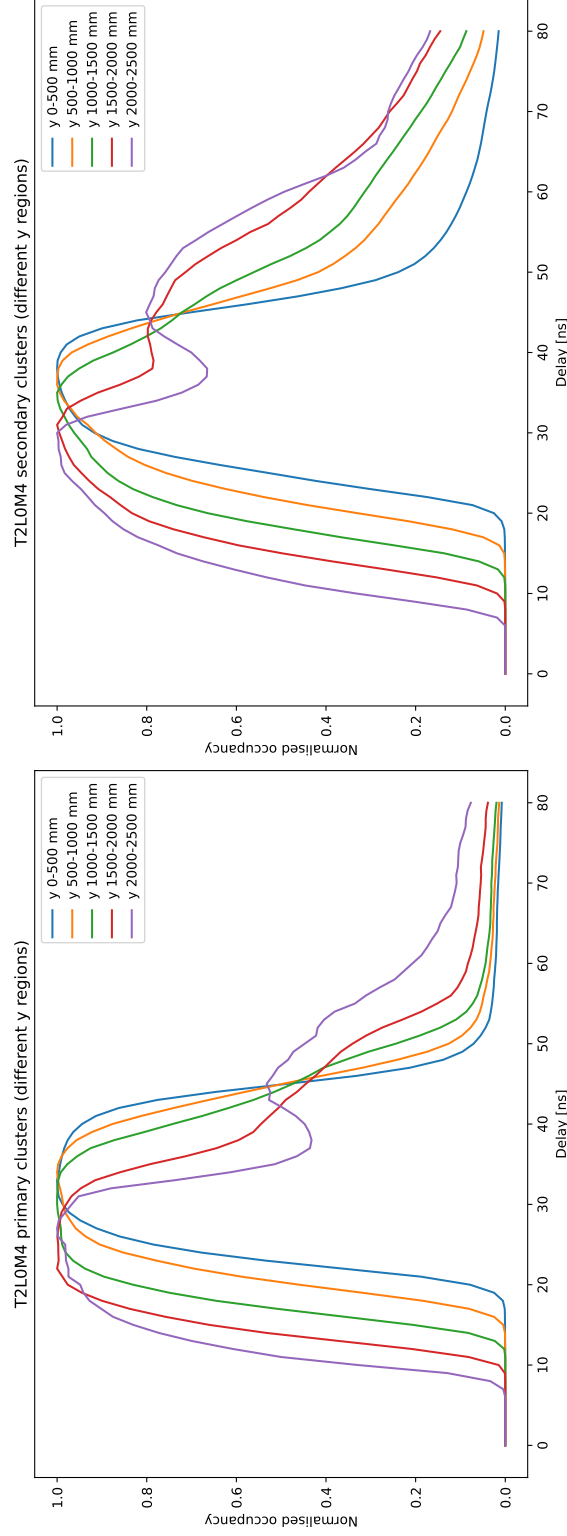 T2L0M4 primary clusters (different y regions)
1.0
0.8
0.6
0.4
0.2
0.0
Normalised occupancy
0
10
20
30
40
50
60
70
80
Delay [ns]
y 0-500 mm
y 500-1000 mm
y 1000-1500 mm
y 1500-2000 mm
y 2000-2500 mm
T2L0M4 secondary clusters (different y regions)
1.0
0.8
0.6
0.4
0.2
0.0
Normalised occupancy
0
10
20
30
40
50
60
70
80
Delay [ns]
y 0-500 mm
y 500-1000 mm
y 1000-1500 mm
y 1500-2000 mm
y 2000-2500 mm